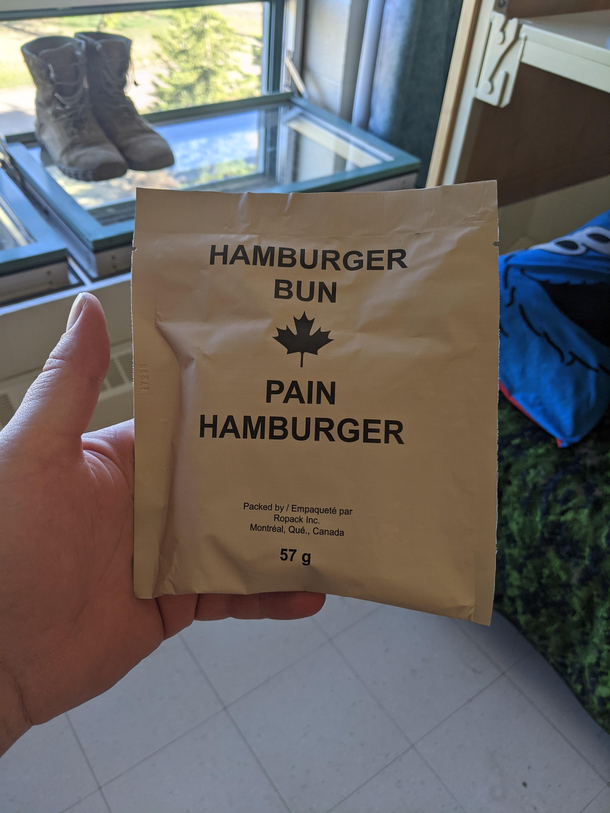 HAMBURGER
BUN
PAIN
HAMBURGER
Packed by / Empaqueté par
Ropack Inc.
Montréal, Qué., Canada
57 g